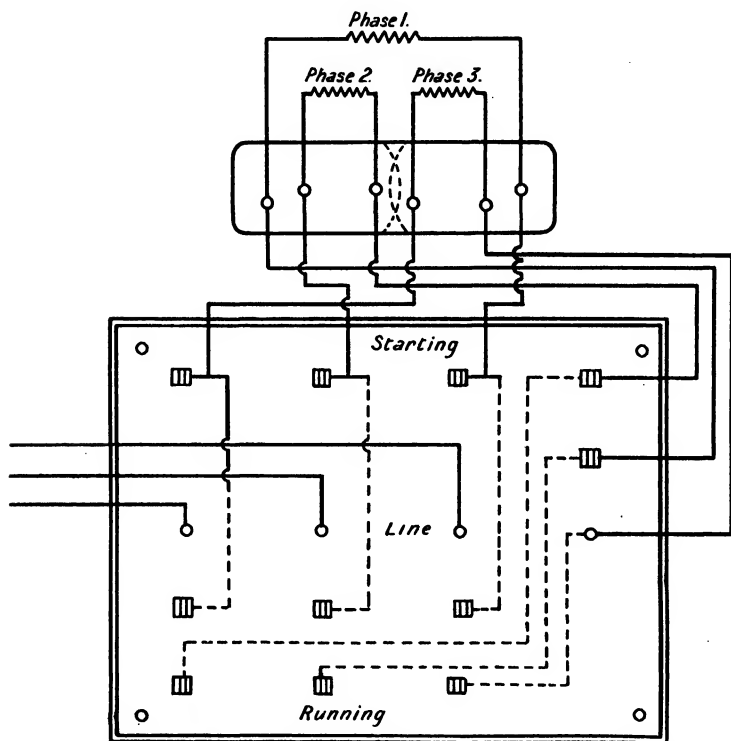 Phase 1.
Phase 2. Phase 3.
Starting
Line
Running